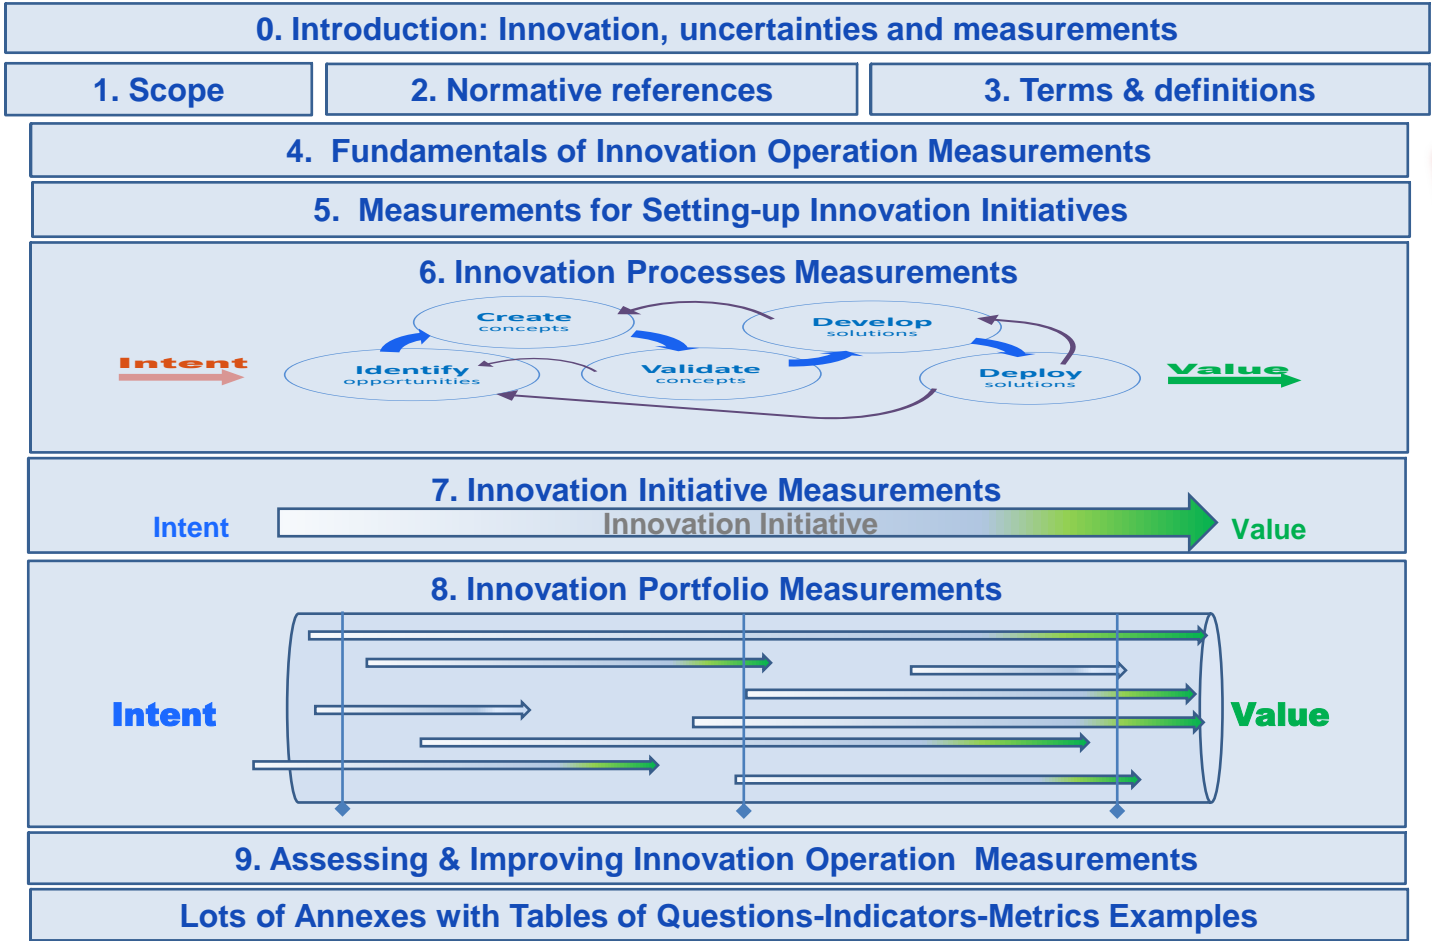 0. Introduction: Innovation, uncertainties and measurements
1. Scope
2. Normative references
3. Terms & definitions
4. Fundamentals of Innovation Operation Measurements
5. Measurements for Setting-up Innovation Initiatives
6. Innovation Processes Measurements
Intent
Identify
opportunities
Create
concepts
Validate
concepts
Develop
solutions
Deploy
solutions
Value
7. Innovation Initiative Measurements
Intent
Innovation Initiative
Value
8. Innovation Portfolio Measurements
Intent
Value
9. Assessing & Improving Innovation Operation Measurements
Lots of Annexes with Tables of Questions-Indicators-Metrics Examples